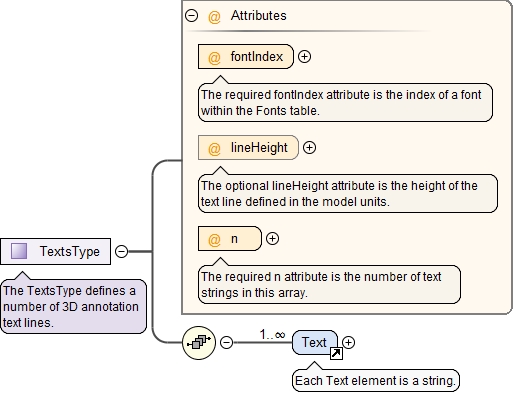 @ Attributes
@ fontIndex
The required fontIndex attribute is the index of a font
within the Fonts table.
@ lineHeight
The optional lineHeight attribute is the height of the
text line defined in the model units.
@ n
The required n attribute is the number of text
strings in this array.
TextsType
The TextsType defines a
number of 3D annotation
text lines.
1..∞
Text
Each Text element is a string.